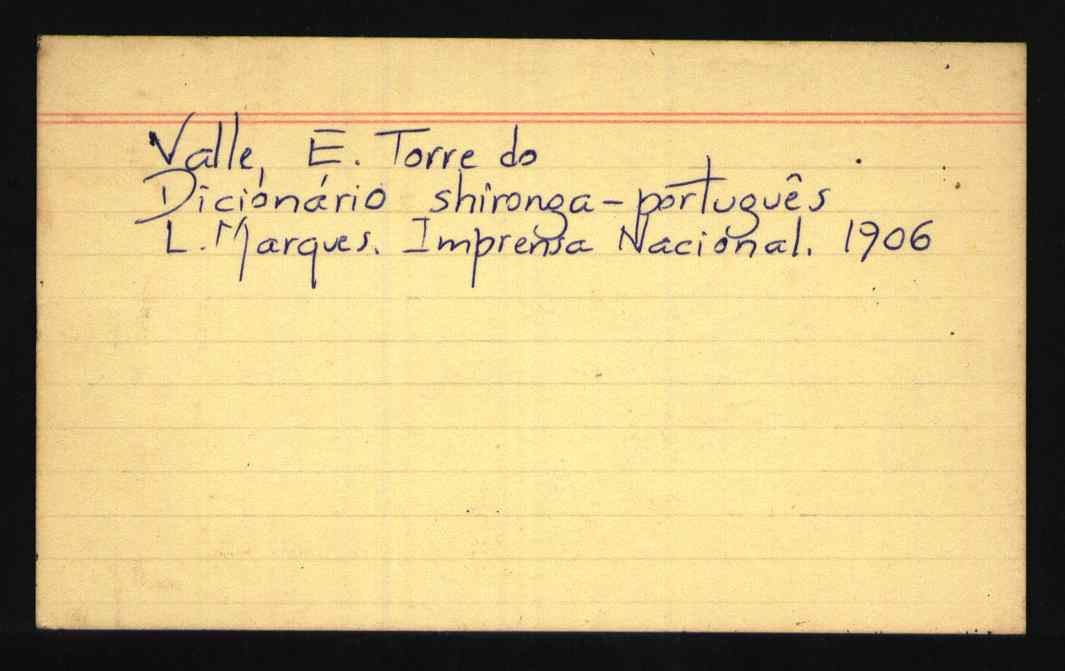 Valle, E. Torre do
Dicionário shironga-português
L. Marques. Imprensa Nacional. 1906